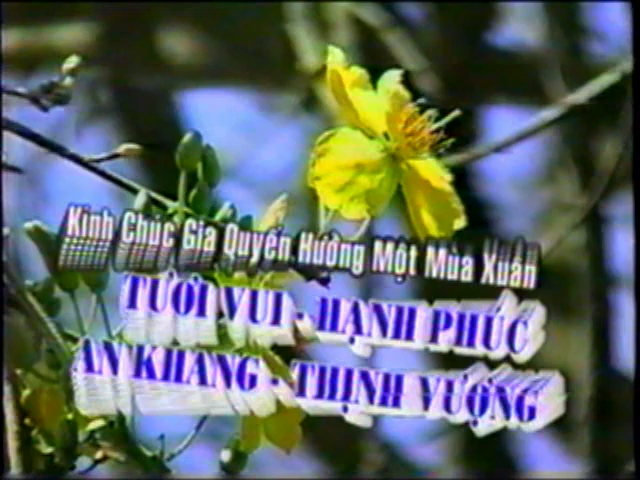 Kính Chúc Gia Quyến Hưởng Một Mùa Xuân
TƯƠI VUI - HẠNH PHÚC
AN KHANG - THỊNH VƯỢNG